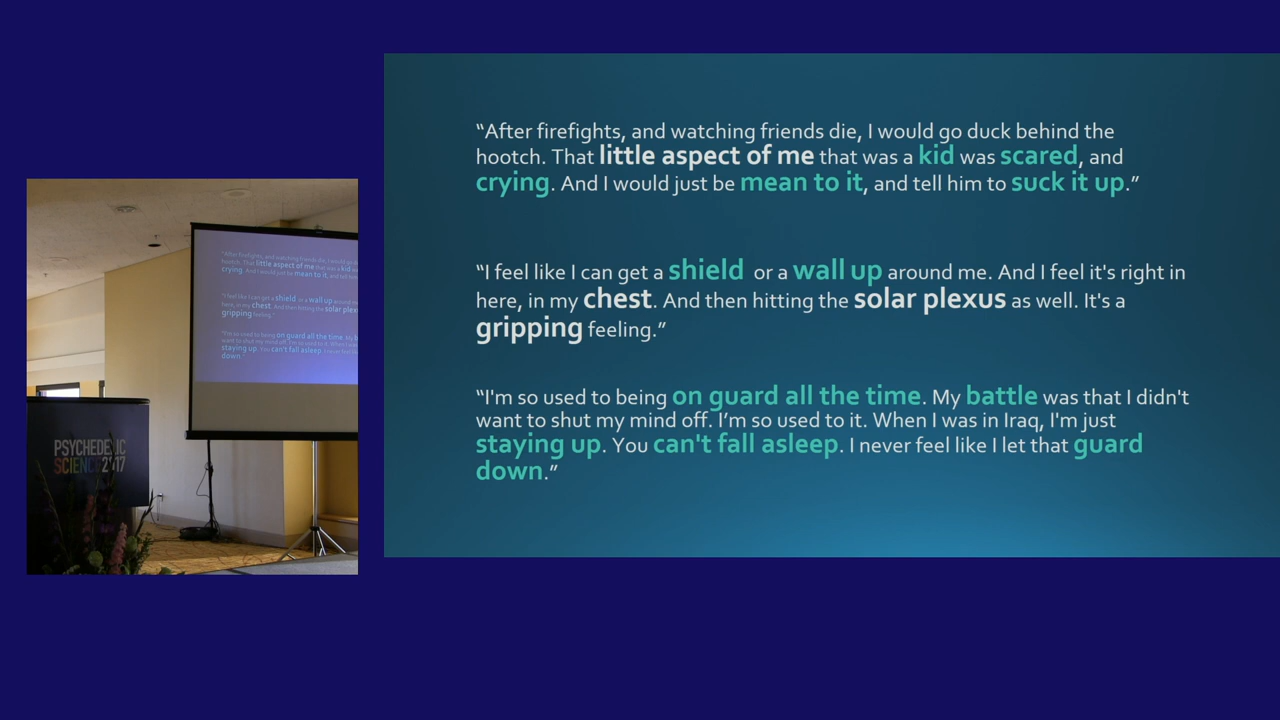 “After firefights, and watching friends die, I would go duck behind the
hootch. That little aspect of me that was a kid was scared, and
crying. And I would just be mean to it, and tell him to suck it up.”
“I feel like I can get a shield or a wall up around me. And I feel it's right in
here, in my chest. And then hitting the solar plexus as well. It's a
gripping feeling.”
“I'm so used to being on guard all the time. My battle was that I didn't
want to shut my mind off. I’m so used to it. When I was in Iraq, I'm just
staying up. You can't fall asleep. I never feel like I let that guard
down.”
PSYCHEDELIC
SCIENCE 2017